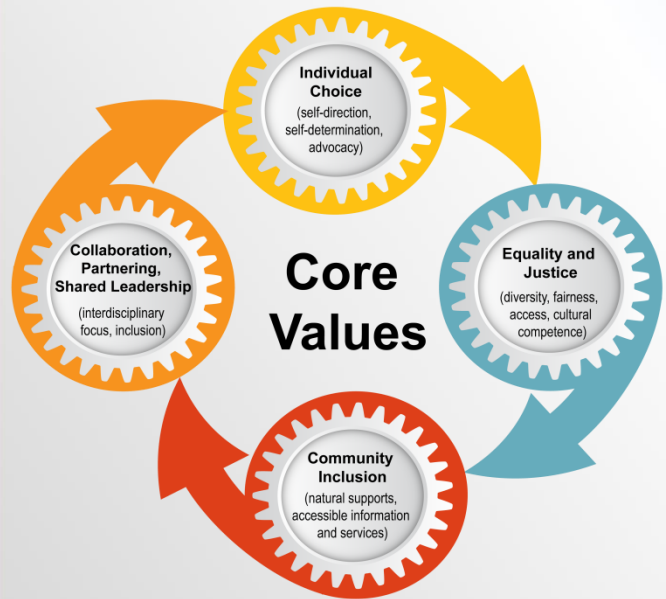 Individual
Choice
(self-direction,
self-determination,
advocacy)
Equality and
Justice
(diversity, fairness,
access, cultural
competence)
Community
Inclusion
(natural supports,
accessible information
and services)
Collaboration,
Partnering,
Shared Leadership
(interdisciplinary
focus, inclusion)
Core
Values